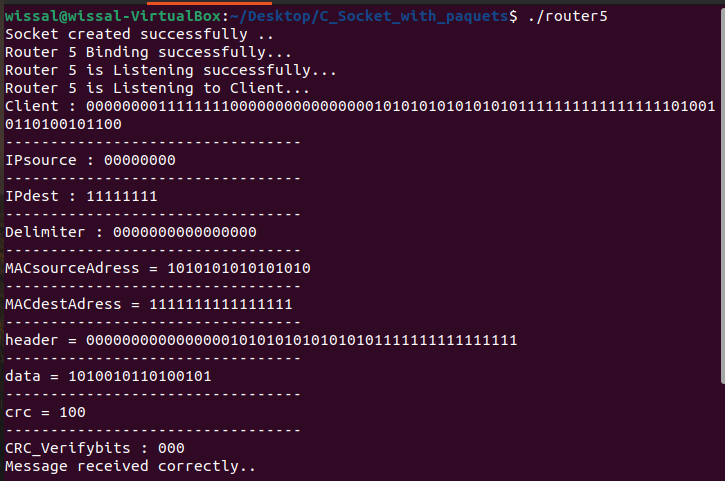 wissal@wissal-VirtualBox:~/Desktop/C_Socket_with_paquets$ ./router5
Socket created successfully ..
Router 5 Binding successfully...
Router 5 is Listening successfully...
Router 5 is Listening to Client...
Client : 0000000011111111000000000000000010101010101010101111111111111111101001
0110100101100
---------------------------------
IPsource : 00000000
---------------------------------
IPdest : 11111111
---------------------------------
Delimiter : 0000000000000000
---------------------------------
MACsourceAdress = 1010101010101010
---------------------------------
MACdestAdress = 1111111111111111
---------------------------------
header = 000000000000000010101010101010101111111111111111
---------------------------------
data = 1010010110100101
---------------------------------
crc = 100
---------------------------------
CRC_Verifybits : 000
Message received correctly..